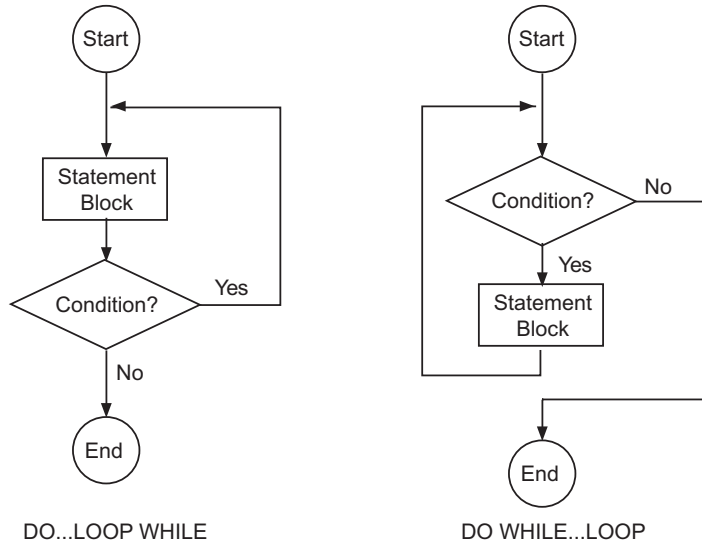 Start
Statement
Block
Condition?
Yes
No
End
DO...LOOP WHILE
Start
Condition?
No
Yes
Statement
Block
End
DO WHILE...LOOP